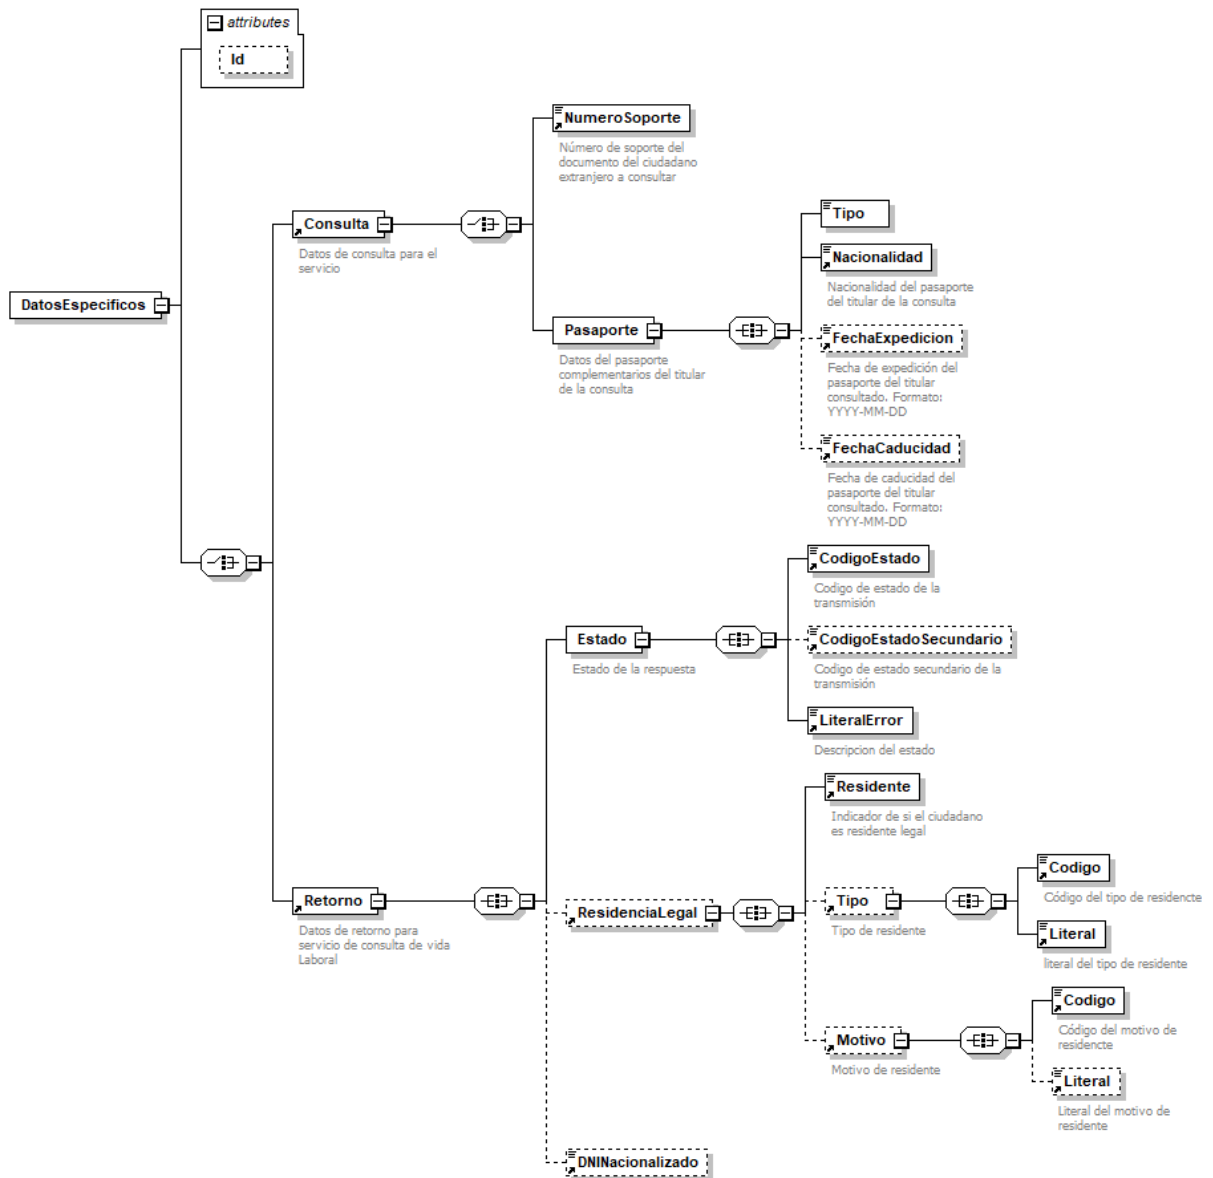 attributes
Id
NumeroSoporte
Número de soporte del
documento del ciudadano
extranjero a consultar
Consulta
Datos de consulta para el
servicio
Tipo
Nacionalidad
Nacionalidad del pasaporte
del titular de la consulta
DatosEspecificos
Pasaporte
Datos del pasaporte
complementarios del titular
de la consulta
FechaExpedicion
Fecha de expedición del
pasaporte del titular
consultado. Formato:
YYYY-MM-DD
FechaCaducidad
Fecha de caducidad del
pasaporte del titular
consultado. Formato:
YYYY-MM-DD
CodigoEstado
Codigo de estado de la
transmisión
Estado
Estado de la respuesta
CodigoEstadoSecundario
Codigo de estado secundario de la
transmisión
LiteralError
Descripcion del estado
Residente
Indicador de si el ciudadano
es residente legal
Retorno
Datos de retorno para
servicio de consulta de vida
Laboral
ResidenciaLegal
Tipo
Tipo de residente
Codigo
Código del tipo de residencte
Literal
literal del tipo de residente
Motivo
Motivo de residente
Codigo
Código del motivo de
residencte
Literal
Literal del motivo de
residente
DNINacionalizado